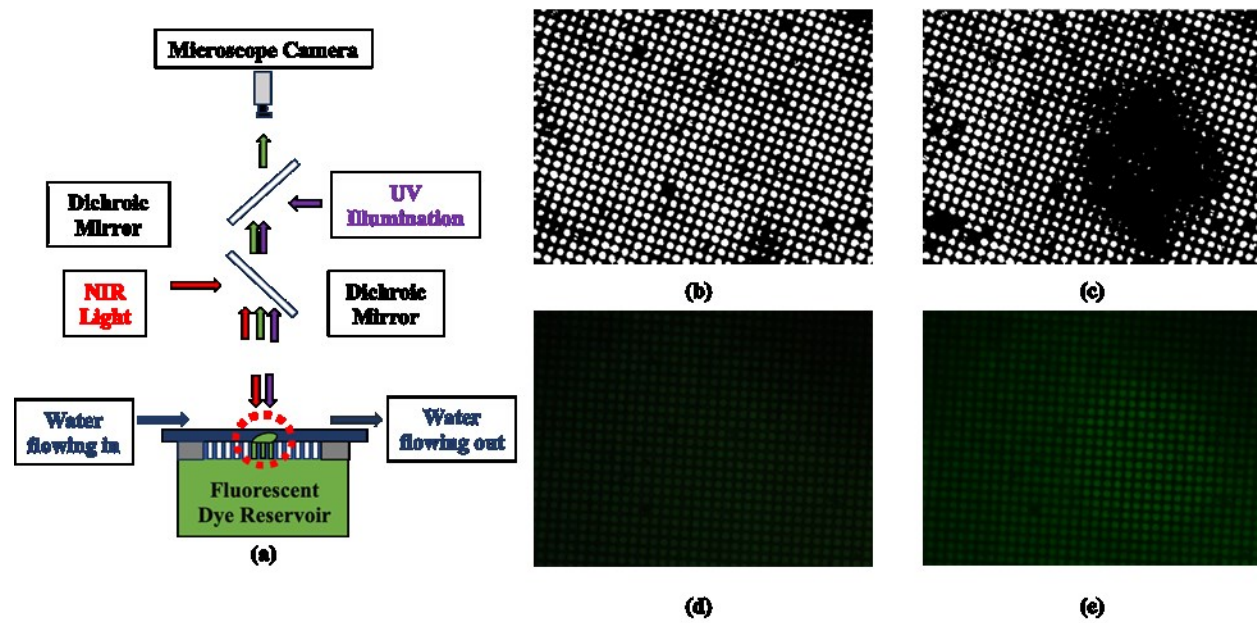 Microscope Camera
Dichroic
Mirror
UV
Illumination
NIR
Light
Dichroic
Mirror
Water
flowing in
Water
flowing out
Fluorescent
Dye Reservoir
(a)
(b)
(c)
(d)
(e)